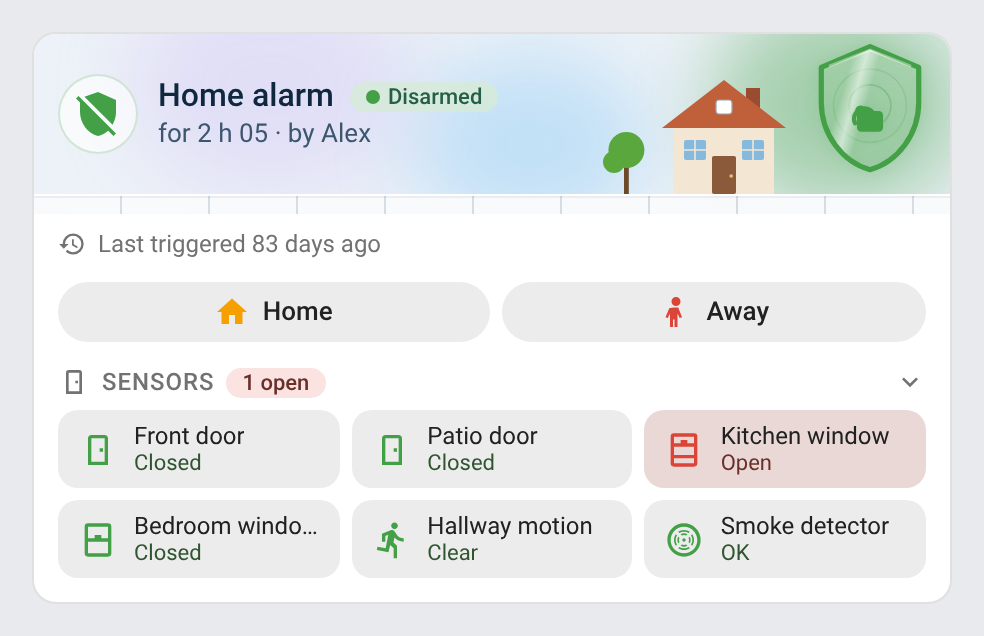 Home alarm
Disarmed
for 2 h 05 · by Alex
Last triggered 83 days ago
Home
Away
SENSORS
1 open
Front door
Closed
Patio door
Closed
Kitchen window
Open
Bedroom windo…
Closed
Hallway motion
Clear
Smoke detector
OK